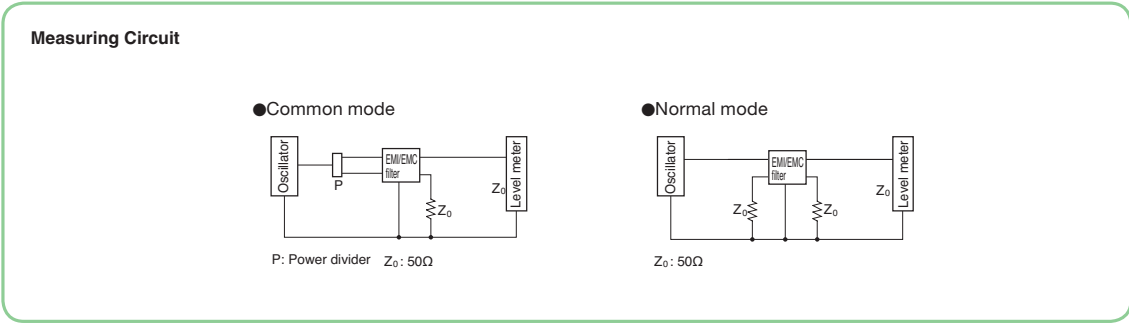 Measuring Circuit
●Common mode
Oscillator
P
EMI/EMC
filter
Z₀
Z₀
Level meter
P: Power divider Z₀ : 50Ω
●Normal mode
Oscillator
EMI/EMC
filter
Z₀
Z₀
Z₀
Level meter
Z₀ : 50Ω